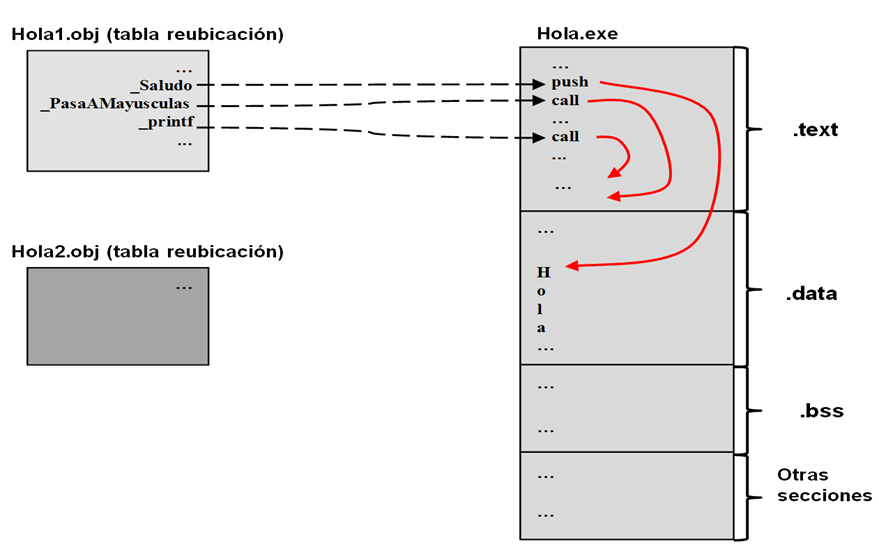 Hola1.obj (tabla reubicación)
...
_Saludo
_PasaAMayusculas
_printf
...
Hola2.obj (tabla reubicación)
...
Hola.exe
...
push
call
...
call
...
...
.text
...
H
o
l
a
...
.data
...
...
.bss
...
...
Otras
secciones